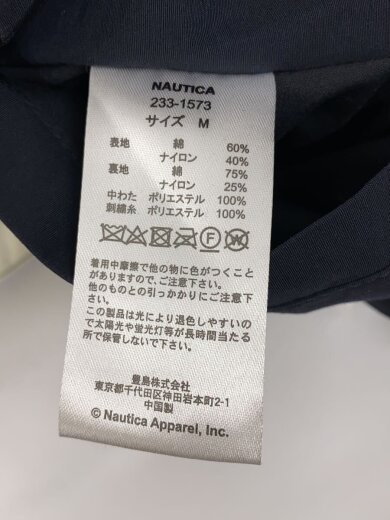 NAUTICA
233-1573
サイズ M
表地 綿 60%
ナイロン 40%
裏地 綿 75%
ナイロン 25%
中わた ポリエステル 100%
刺繍糸 ポリエステル 100%
着用中摩擦で他の物に色がつくこと
がありますので、ご注意下さい。
他のものとの引っかかりにご注意下
さい。
この製品は光により退色しやすいの
で太陽光や蛍光灯等が長時間当たる
所で保管しないで下さい。
豊島株式会社
東京都千代田区神田岩本町2-1
中国製
© Nautica Apparel, Inc.